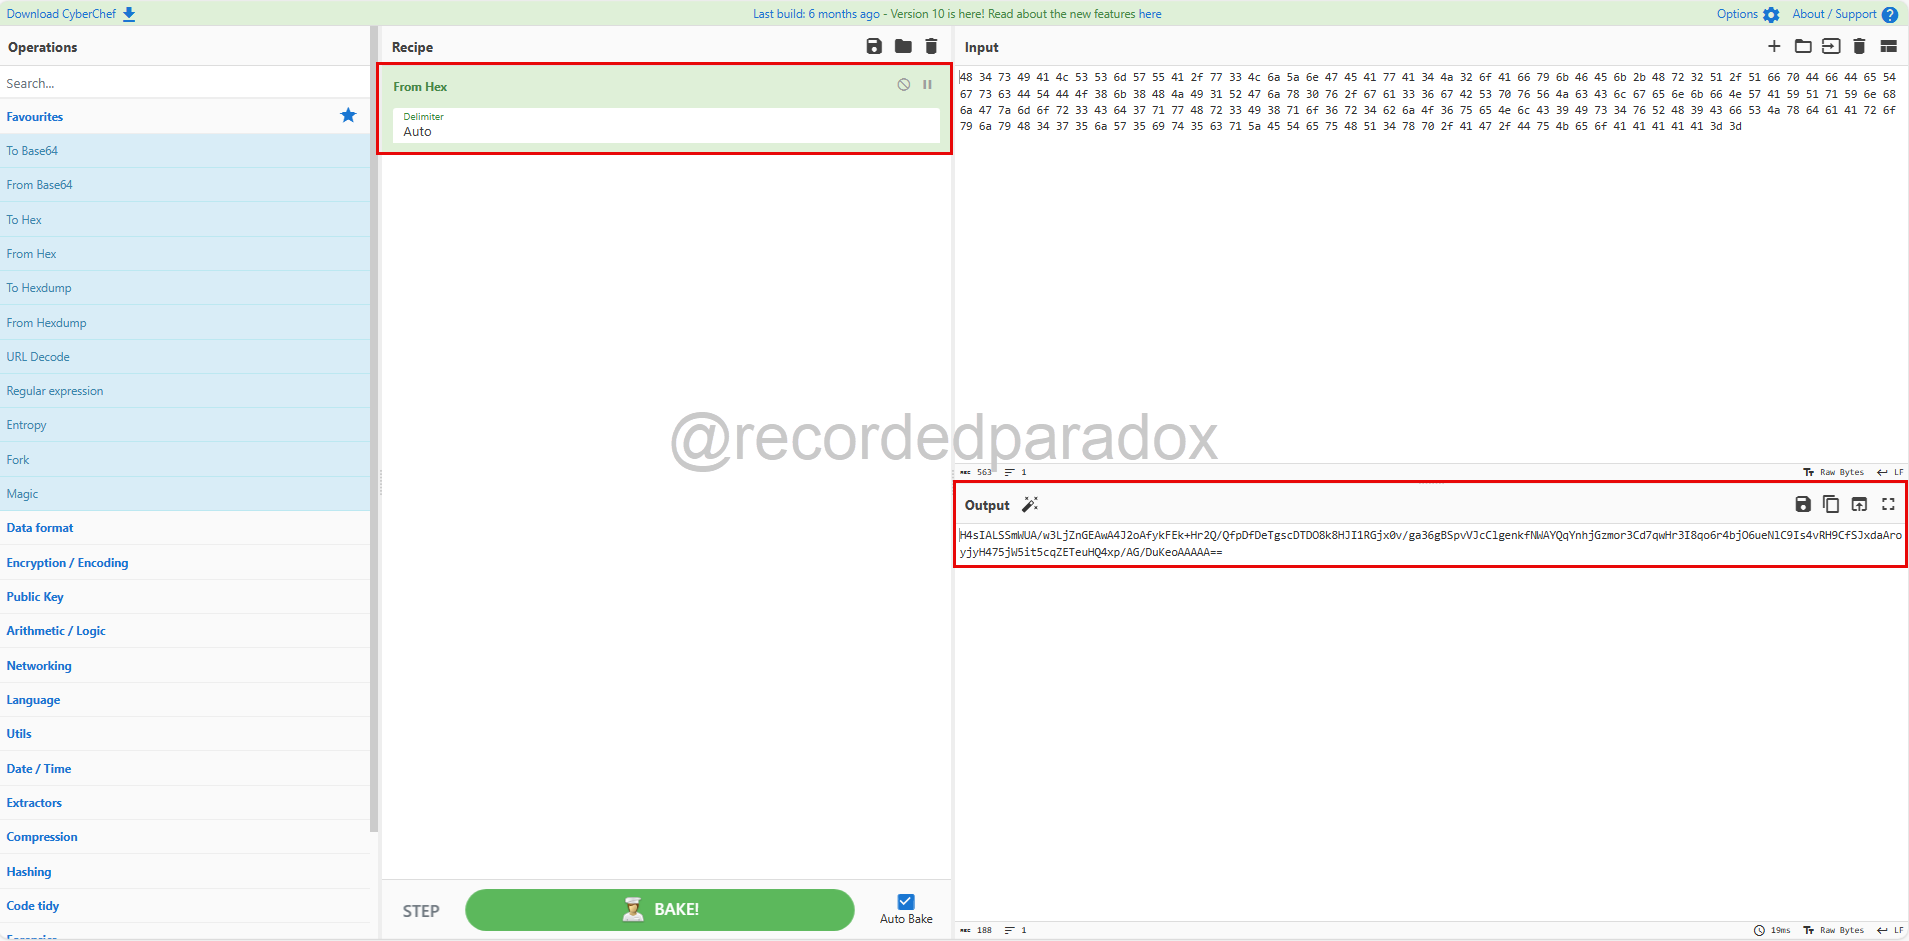 Download CyberChef
Last build: 6 months ago - Version 10 is here! Read about the new features here
Options
About / Support
Operations
Search...
Favourites
To Base64
From Base64
To Hex
From Hex
To Hexdump
From Hexdump
URL Decode
Regular expression
Entropy
Fork
Magic
Data format
Encryption / Encoding
Public Key
Arithmetic / Logic
Networking
Language
Utils
Date / Time
Extractors
Compression
Hashing
Code tidy
Forensics
Recipe
From Hex
Delimiter
Auto
STEP
BAKE!
Auto Bake
Input
48 34 73 49 41 4c 53 53 6d 57 55 41 2f 77 33 4c 6a 5a 6e 47 45 41 77 41 34 4a 32 6f 41 66 79 6b 46 45 6b 2b 48 72 32 51 2f 51 66 70 44 66 44 65 54
67 73 63 44 54 44 4f 38 6b 38 48 4a 49 31 52 47 6a 78 30 76 2f 67 61 33 36 67 42 53 70 76 56 4a 63 43 6c 67 65 6e 6b 66 4e 57 41 59 51 71 59 6e 68
6a 47 7a 6d 6f 72 33 43 64 37 71 77 48 72 33 49 38 71 6f 36 72 34 62 6a 4f 36 75 65 4e 6c 43 39 49 73 34 76 52 48 39 43 66 53 4a 78 64 61 41 72 6f
79 6a 79 48 34 37 35 6a 57 35 69 74 35 63 71 5a 45 54 65 75 48 51 34 78 70 2f 41 47 2f 44 75 4b 65 6f 41 41 41 41 41 3d 3d
@recordedparadox
563
1
Raw Bytes
LF
Output
H4sIALSSmWUA/w3LjZnGEAwA4J2oAfykFEk+Hr2Q/QfpDfDeTgscDTDO8k8HJI1RGjx0v/ga36gBSpvVJcClgenkfNWAYQqYnhjGzmor3Cd7qwHr3I8qo6r4bjO6ueNlC9Is4vRH9CfSJxdaAro
yjyH475jW5it5cqZETeuHQ4xp/AG/DuKeoAAAAA==
188
1
19ms
Raw Bytes
LF